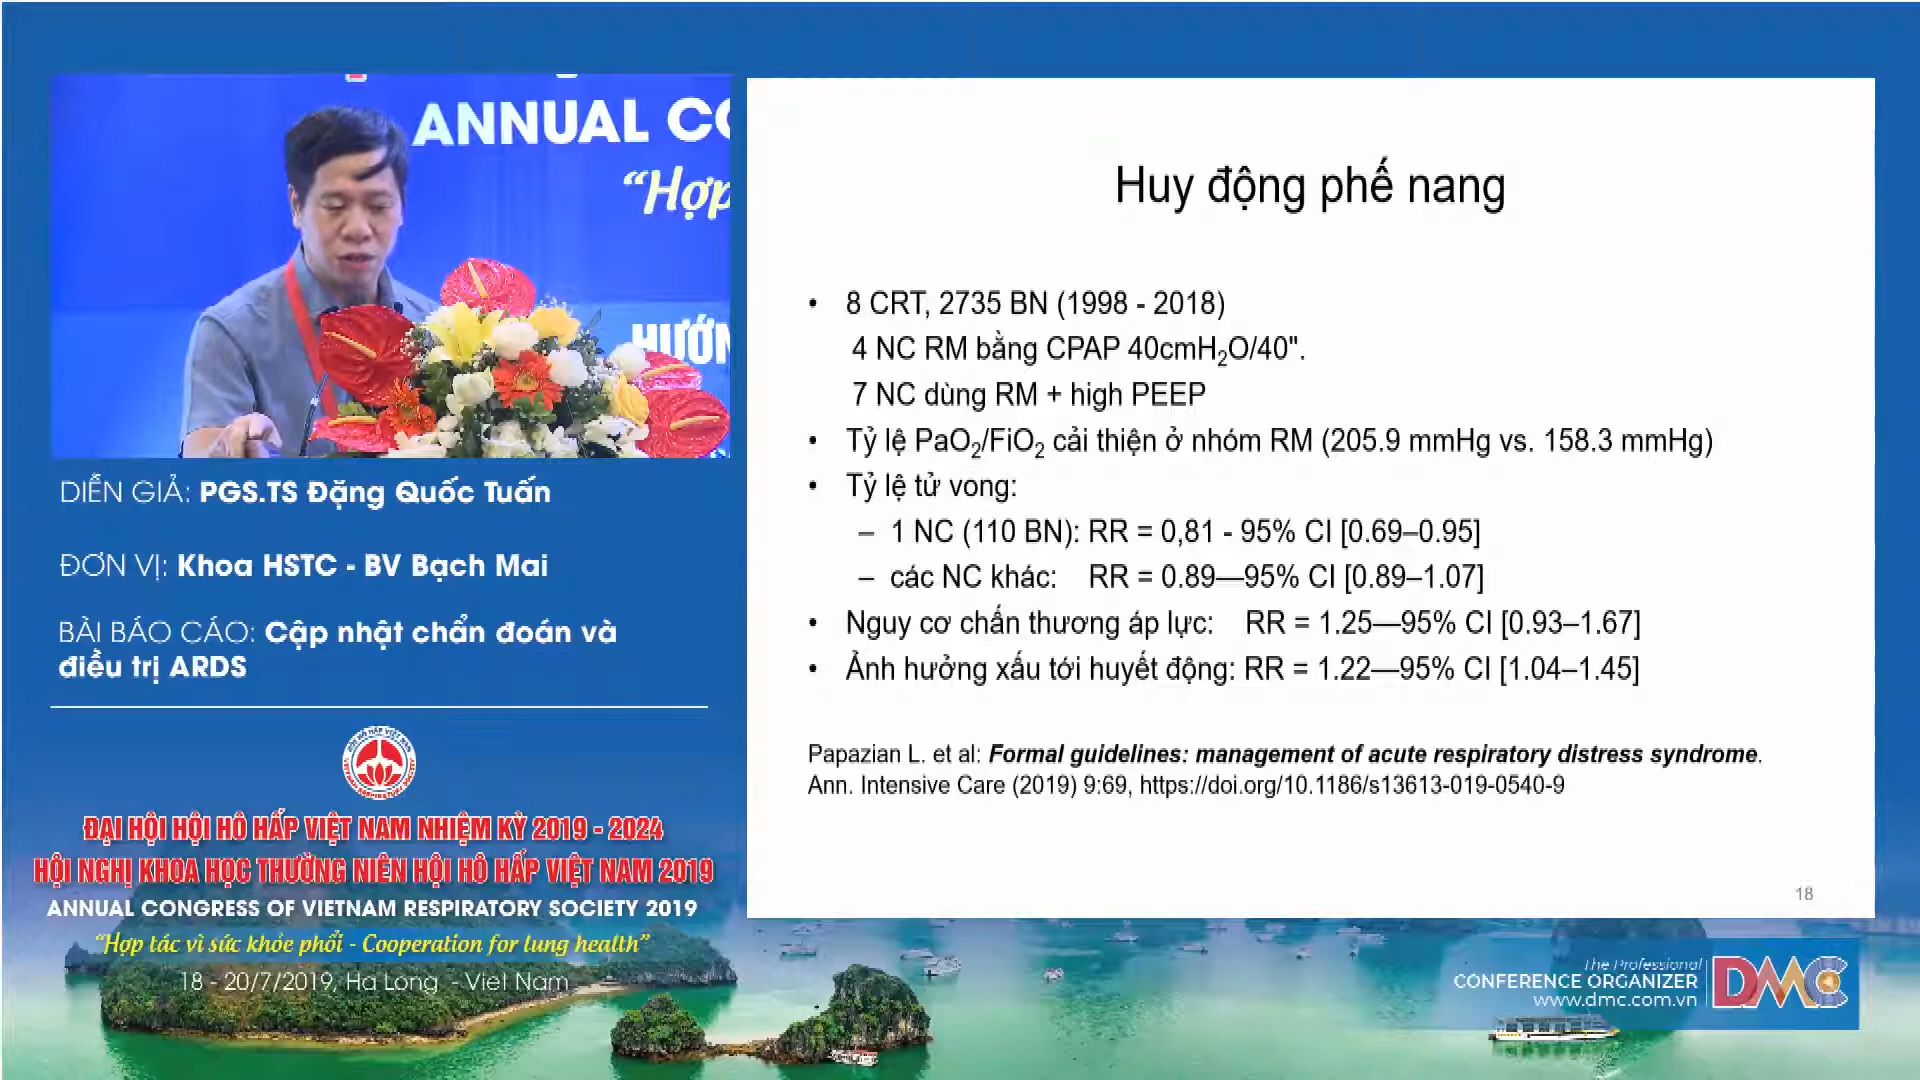 ANNUAL CO
“Hợp
HƯỚN
DIỄN GIẢ: PGS.TS Đặng Quốc Tuấn
ĐƠN VỊ: Khoa HSTC - BV Bạch Mai
BÀI BÁO CÁO: Cập nhật chẩn đoán và
điều trị ARDS
ĐẠI HỘI HỘI HÔ HẤP VIỆT NAM NHIỆM KỲ 2019 - 2024
HỘI NGHỊ KHOA HỌC THƯỜNG NIÊN HỘI HÔ HẤP VIỆT NAM 2019
ANNUAL CONGRESS OF VIETNAM RESPIRATORY SOCIETY 2019
“Hợp tác vì sức khỏe phổi - Cooperation for lung health”
18 - 20/7/2019, Ha Long - Viet Nam
Huy động phế nang
• 8 CRT, 2735 BN (1998 - 2018)
4 NC RM bằng CPAP 40cmH₂O/40".
7 NC dùng RM + high PEEP
• Tỷ lệ PaO₂/FiO₂ cải thiện ở nhóm RM (205.9 mmHg vs. 158.3 mmHg)
• Tỷ lệ tử vong:
– 1 NC (110 BN): RR = 0,81 - 95% CI [0.69–0.95]
– các NC khác: RR = 0.89—95% CI [0.89–1.07]
• Nguy cơ chấn thương áp lực: RR = 1.25—95% CI [0.93–1.67]
• Ảnh hưởng xấu tới huyết động: RR = 1.22—95% CI [1.04–1.45]
Papazian L. et al: Formal guidelines: management of acute respiratory distress syndrome.
Ann. Intensive Care (2019) 9:69, https://doi.org/10.1186/s13613-019-0540-9
18
The Professional
CONFERENCE ORGANIZER
www.dmc.com.vn
DMC